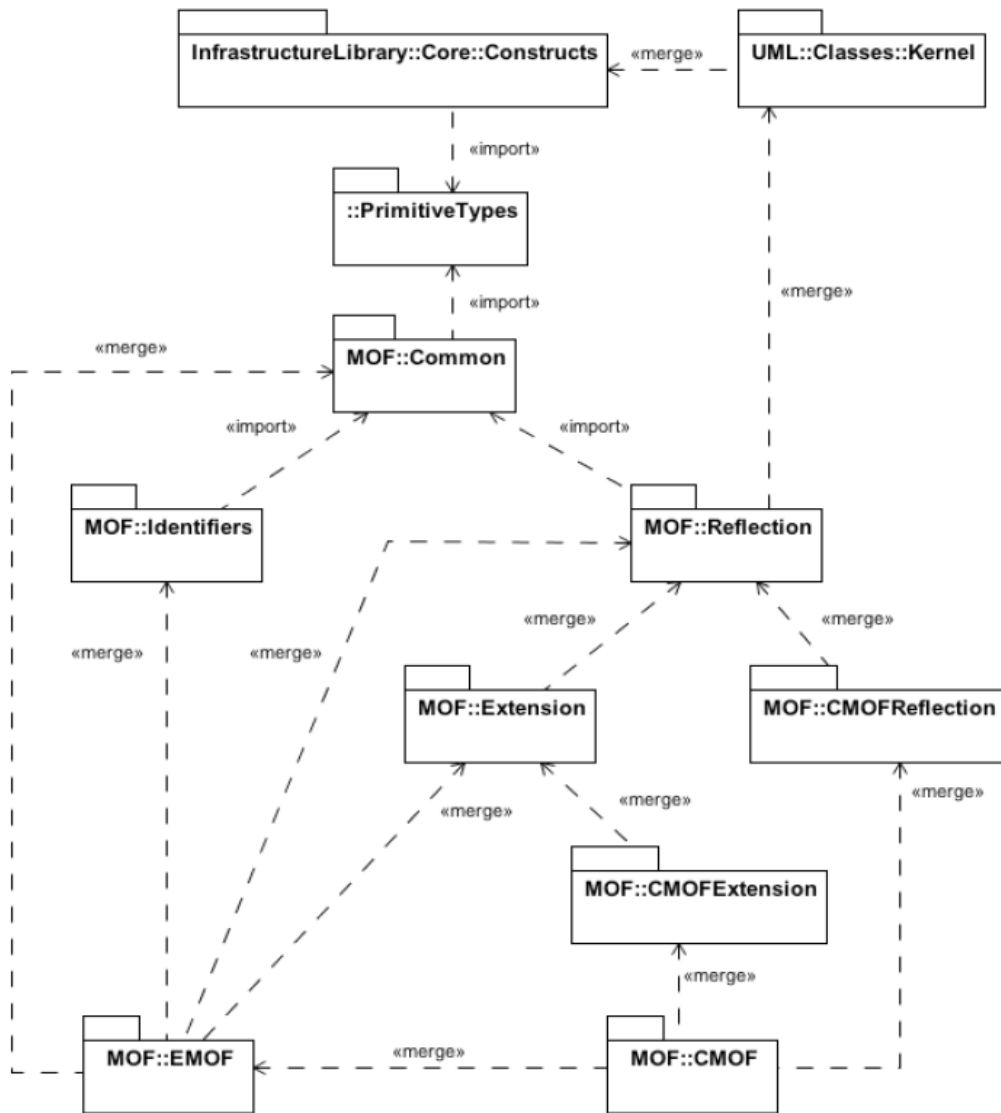 InfrastructureLibrary::Core::Constructs
«merge»
UML::Classes::Kernel
«import»
::PrimitiveTypes
«import»
«merge»
«merge»
MOF::Common
«import»
«import»
MOF::Identifiers
MOF::Reflection
«merge»
«merge»
«merge»
«merge»
MOF::Extension
MOF::CMOFReflection
«merge»
«merge»
«merge»
MOF::CMOFExtension
«merge»
MOF::EMOF
«merge»
MOF::CMOF